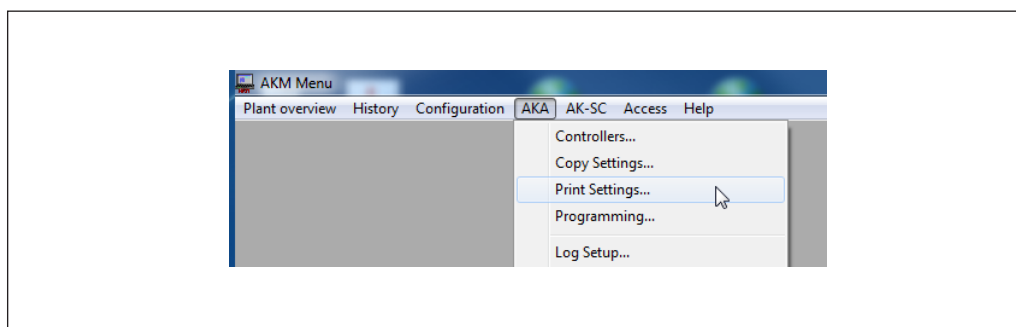 AKM Menu
Plant overview History Configuration AKA AK-SC Access Help
Controllers...
Copy Settings...
Print Settings...
Programming...
Log Setup...